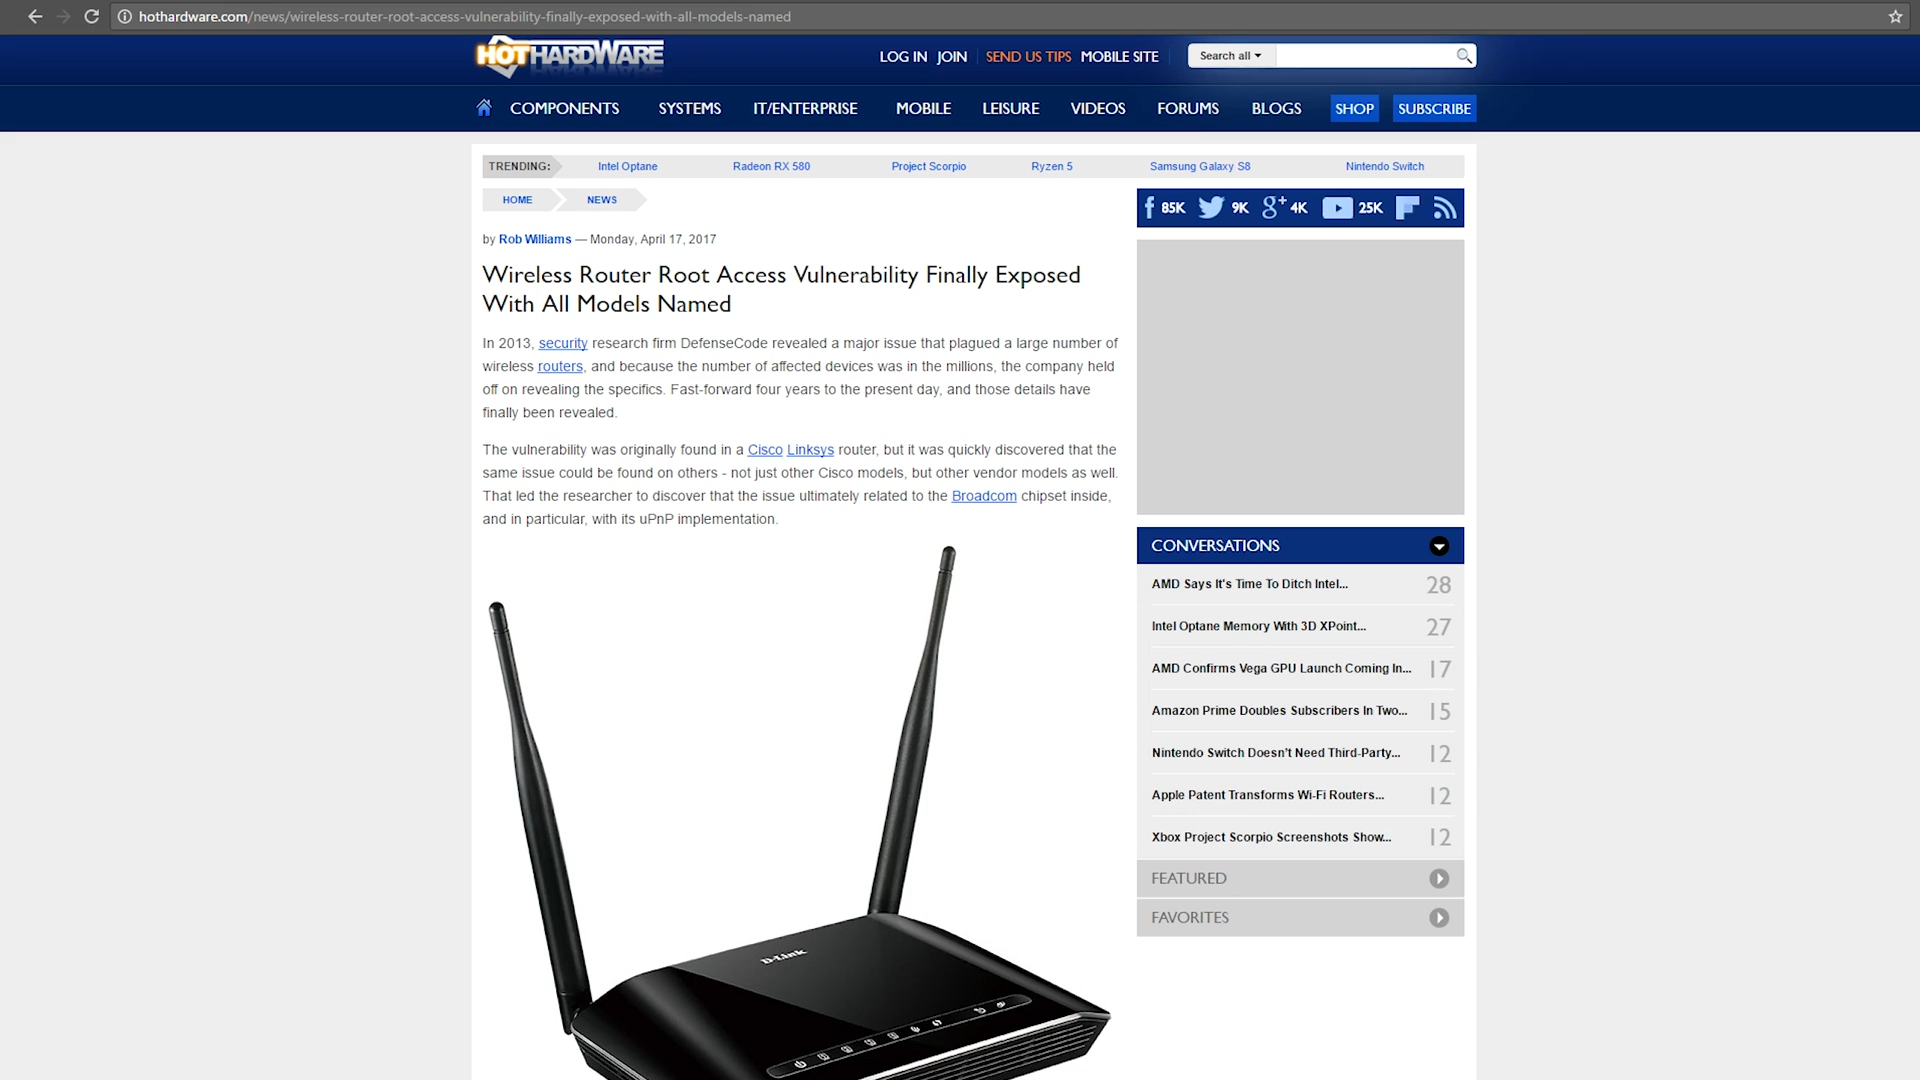 hothardware.com/news/wireless-router-root-access-vulnerability-finally-exposed-with-all-models-named
HOTHARDWARE
LOG IN JOIN SEND US TIPS MOBILE SITE Search all
COMPONENTS SYSTEMS IT/ENTERPRISE MOBILE LEISURE VIDEOS FORUMS BLOGS SHOP SUBSCRIBE
TRENDING: Intel Optane Radeon RX 580 Project Scorpio Ryzen 5 Samsung Galaxy S8 Nintendo Switch
HOME NEWS
85K 9K g+ 4K 25K
by Rob Williams — Monday, April 17, 2017
Wireless Router Root Access Vulnerability Finally Exposed
With All Models Named
In 2013, security research firm DefenseCode revealed a major issue that plagued a large number of
wireless routers, and because the number of affected devices was in the millions, the company held
off on revealing the specifics. Fast-forward four years to the present day, and those details have
finally been revealed.
The vulnerability was originally found in a Cisco Linksys router, but it was quickly discovered that the
same issue could be found on others - not just other Cisco models, but other vendor models as well.
That led the researcher to discover that the issue ultimately related to the Broadcom chipset inside,
and in particular, with its uPnP implementation.
D-Link
CONVERSATIONS
AMD Says It's Time To Ditch Intel... 28
Intel Optane Memory With 3D XPoint... 27
AMD Confirms Vega GPU Launch Coming In... 17
Amazon Prime Doubles Subscribers In Two... 15
Nintendo Switch Doesn't Need Third-Party... 12
Apple Patent Transforms Wi-Fi Routers... 12
Xbox Project Scorpio Screenshots Show... 12
FEATURED
FAVORITES